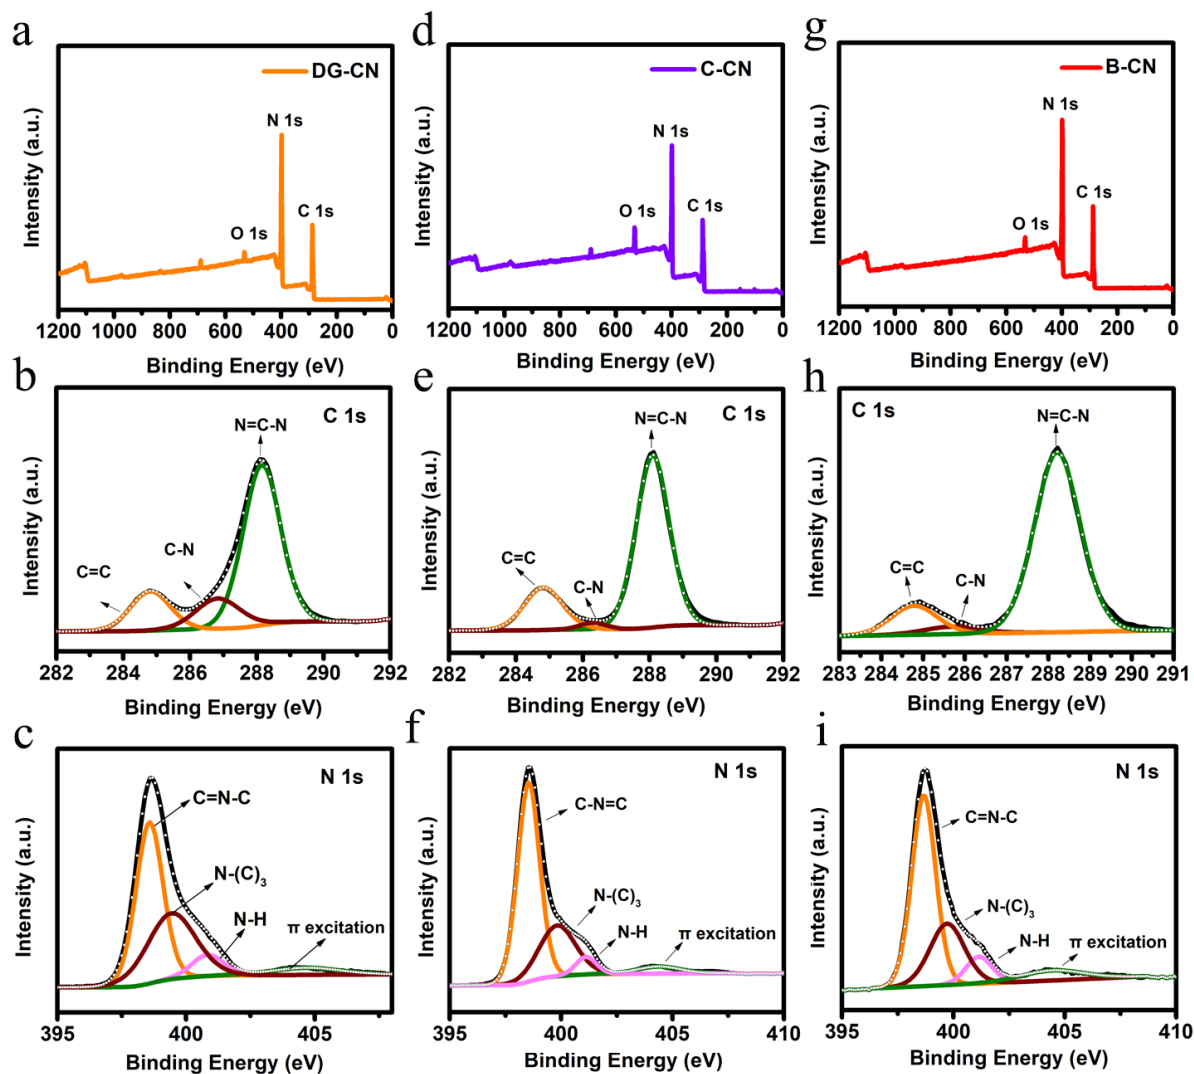 a
DG-CN
N 1s
C 1s
O 1s
Intensity (a.u.)
1200 1000 800 600 400 200 0
Binding Energy (eV)
d
C-CN
N 1s
C 1s
O 1s
Intensity (a.u.)
1200 1000 800 600 400 200 0
Binding Energy (eV)
g
B-CN
N 1s
C 1s
O 1s
Intensity (a.u.)
1200 1000 800 600 400 200 0
Binding Energy (eV)
b
C 1s
N=C-N
C-N
C=C
Intensity (a.u.)
282 284 286 288 290 292
Binding Energy (eV)
e
C 1s
N=C-N
C=C
C-N
Intensity (a.u.)
282 284 286 288 290 292
Binding Energy (eV)
h
C 1s
N=C-N
C=C
C-N
Intensity (a.u.)
283 284 285 286 287 288 289 290 291
Binding Energy (eV)
c
N 1s
C=N-C
N-(C)₃
N-H
π excitation
Intensity (a.u.)
395 400 405
Binding Energy (eV)
f
N 1s
C-N=C
N-(C)₃
N-H
π excitation
Intensity (a.u.)
395 400 405 410
Binding Energy (eV)
i
N 1s
C=N-C
N-(C)₃
N-H
π excitation
Intensity (a.u.)
395 400 405 410
Binding Energy (eV)